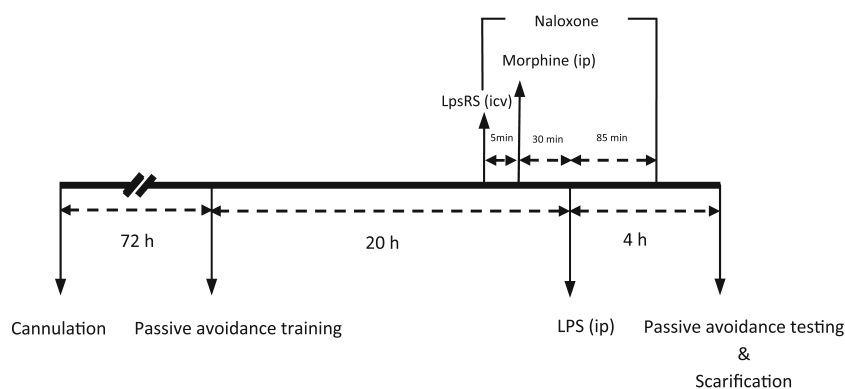 Naloxone
Morphine (ip)
LpsRS (icv)
5min
30 min
85 min
72 h
20 h
4 h
Cannulation
Passive avoidance training
LPS (ip)
Passive avoidance testing
&
Scarification